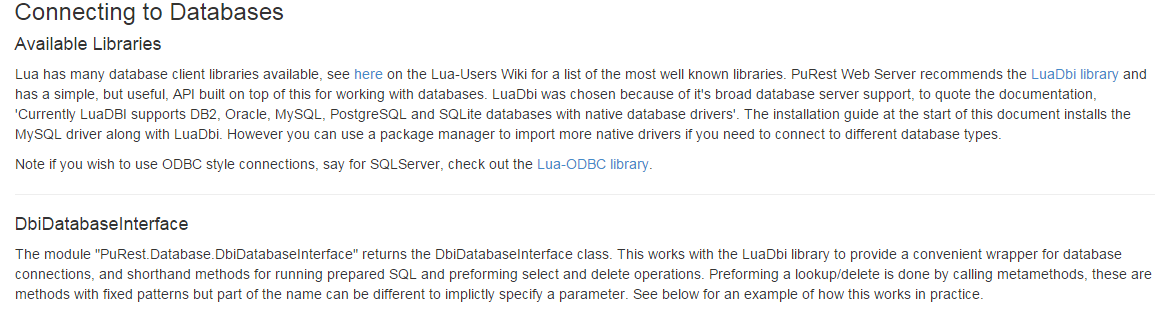 Connecting to Databases
Available Libraries
Lua has many database client libraries available, see here on the Lua-Users Wiki for a list of the most well known libraries. PuRest Web Server recommends the LuaDbi library and
has a simple, but useful, API built on top of this for working with databases. LuaDbi was chosen because of it's broad database server support, to quote the documentation,
'Currently LuaDBI supports DB2, Oracle, MySQL, PostgreSQL and SQLite databases with native database drivers'. The installation guide at the start of this document installs the
MySQL driver along with LuaDbi. However you can use a package manager to import more native drivers if you need to connect to different database types.
Note if you wish to use ODBC style connections, say for SQLServer, check out the Lua-ODBC library.
DbiDatabaseInterface
The module "PuRest.Database.DbiDatabaseInterface" returns the DbiDatabaseInterface class. This works with the LuaDbi library to provide a convenient wrapper for database
connections, and shorthand methods for running prepared SQL and preforming select and delete operations. Preforming a lookup/delete is done by calling metamethods, these are
methods with fixed patterns but part of the name can be different to implictly specify a parameter. See below for an example of how this works in practice.